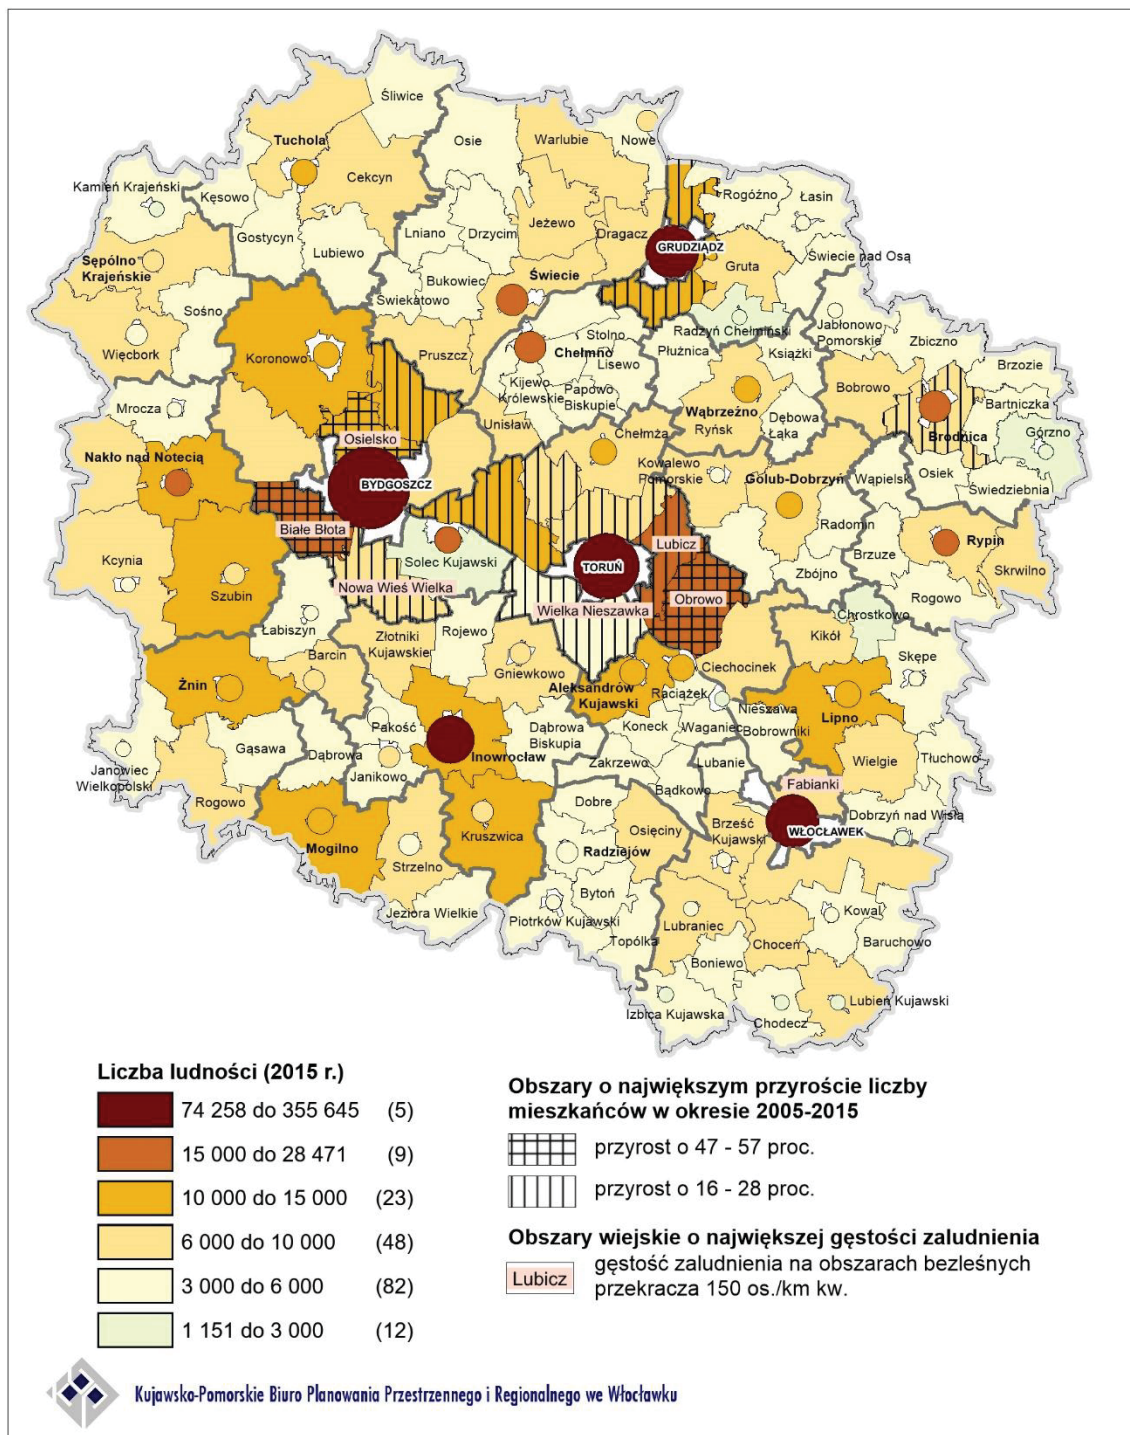 Śliwice
Osie
Warlubie
Nowe
Tuchola
Cekcyn
Kamień Krajeński
Kęsowo
Rogóźno
Łasin
Gostycyn
Lniano
Drzycim
Jeżewo
Dragacz
GRUDZIĄDZ
Lubiewo
Świecie nad Osą
Sępólno
Krajeńskie
Gruta
Bukowiec
Świecie
Świekatowo
Sośno
Radzyń Chełmiński
Jabłonowo
Pomorskie
Stolno
Więcbork
Koronowo
Pruszcz
Chełmno
Lisewo
Płużnica
Książki
Zbiczno
Brzozie
Kijewo
Królewskie
Papowo
Biskupie
Bobrowo
Bartniczka
Mrocza
Wąbrzeźno
Ryńsk
Dębowa
Łąka
Unisław
Chełmża
Brodnica
Górzno
Osielsko
Nakło nad Notecią
Kowalewo
Pomorskie
Golub-Dobrzyń
Wąpielsk
Osiek
BYDGOSZCZ
Świedziebnia
Białe Błota
Radomin
Lubicz
Rypin
Kcynia
Solec Kujawski
TORUŃ
Brzuze
Skrwilno
Szubin
Nowa Wieś Wielka
Zbójno
Obrowo
Rogowo
Wielka Nieszawka
Chrostkowo
Łabiszyn
Złotniki
Kujawskie
Rojewo
Kikół
Barcin
Gniewkowo
Ciechocinek
Skępe
Żnin
Aleksandrów
Kujawski
Raciążek
Nieszawa
Lipno
Pakość
Dąbrowa
Biskupia
Koneck
Waganiec
Bobrowniki
Gąsawa
Dąbrowa
Inowrocław
Zakrzewo
Lubanie
Wielgie
Tłuchowo
Janowiec
Wielkopolski
Janikowo
Bądkowo
Fabianki
Rogowo
Dobre
Dobrzyń nad Wisłą
Kruszwica
Osięciny
Brześć
Kujawski
WŁOCŁAWEK
Mogilno
Radziejów
Strzelno
Bytoń
Kowal
Jeziora Wielkie
Piotrków Kujawski
Lubraniec
Topólka
Choceń
Baruchowo
Boniewo
Izbica Kujawska
Chodecz
Lubień Kujawski
Liczba ludności (2015 r.)
74 258 do 355 645 (5)
15 000 do 28 471 (9)
10 000 do 15 000 (23)
6 000 do 10 000 (48)
3 000 do 6 000 (82)
1 151 do 3 000 (12)
Obszary o największym przyroście liczby
mieszkańców w okresie 2005-2015
przyrost o 47 - 57 proc.
przyrost o 16 - 28 proc.
Obszary wiejskie o największej gęstości zaludnienia
Lubicz
gęstość zaludnienia na obszarach bezleśnych
przekracza 150 os./km kw.
Kujawsko-Pomorskie Biuro Planowania Przestrzennego i Regionalnego we Włocławku